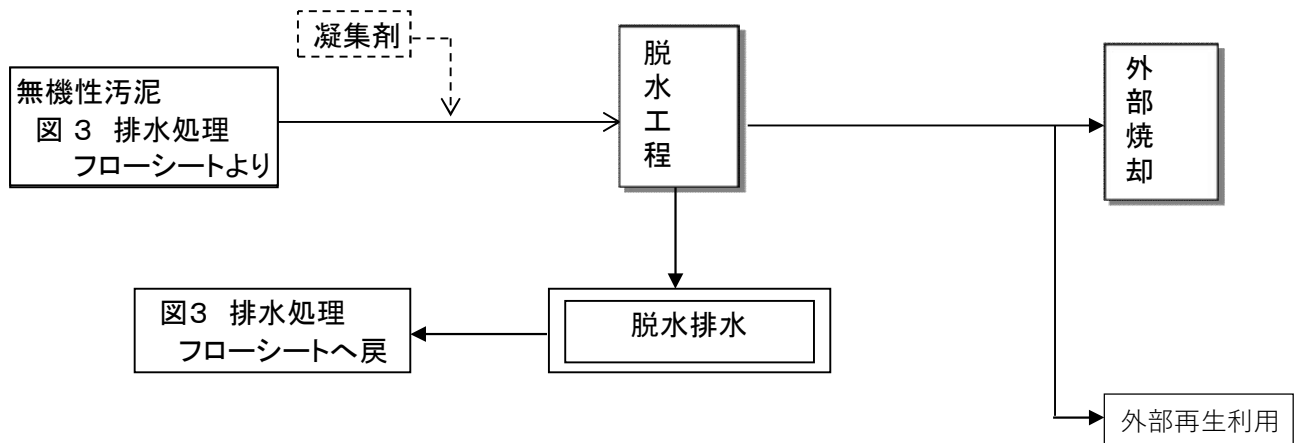 凝集剤
無機性汚泥
図 3 排水処理
フローシートより
脱水工程
外部焼却
図3 排水処理
フローシートへ戻
脱水排水
外部再生利用